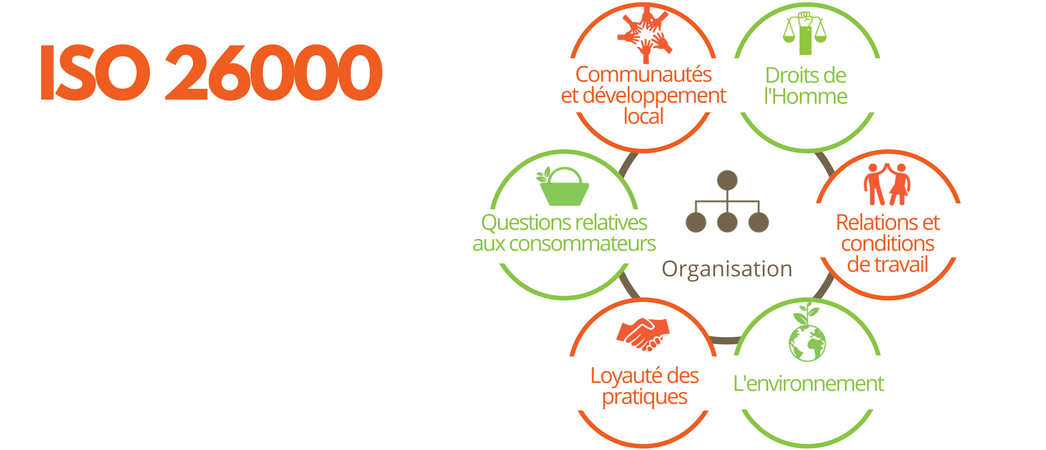 ISO 26000
Communautés
et développement
local
Droits de
l'Homme
Questions relatives
aux consommateurs
Relations et
conditions
de travail
Organisation
Loyauté des
pratiques
L'environnement